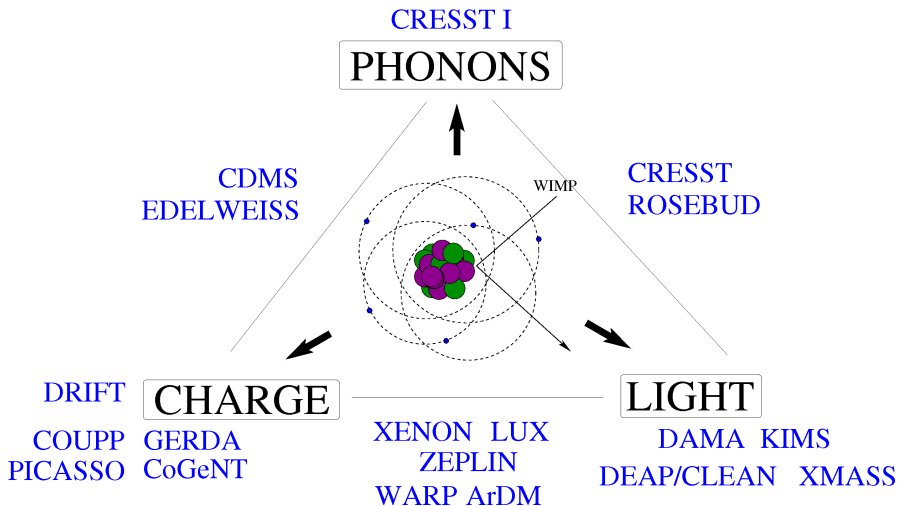 CRESST I
PHONONS
CDMS
EDELWEISS
WIMP
CRESST
ROSEBUD
DRIFT
CHARGE
LIGHT
COUPP GERDA
PICASSO CoGeNT
XENON LUX
ZEPLIN
WARP ArDM
DAMA KIMS
DEAP/CLEAN XMASS